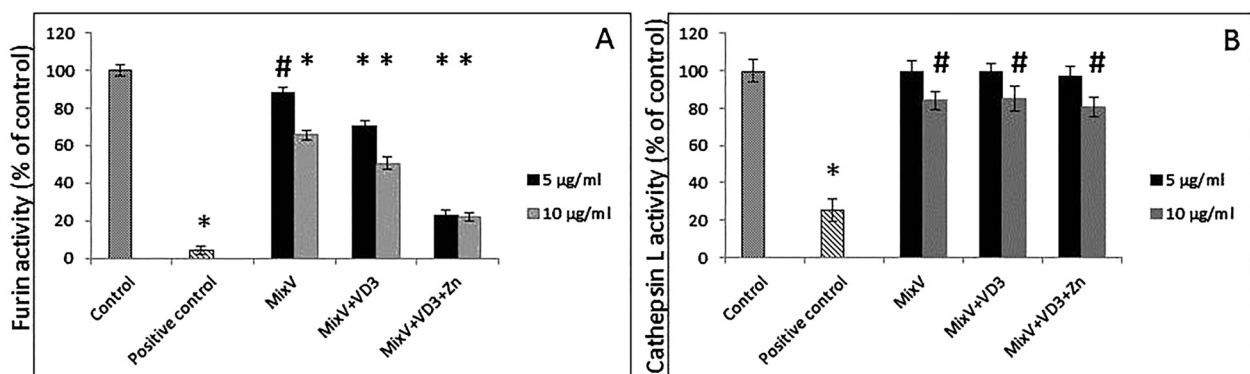 A
Furin activity (% of control)
120
100
80
60
40
20
0
*
#
*
* *
* *
5 µg/ml
10 µg/ml
Control
Positive control
MixV
MixV+VD3
MixV+VD3+Zn
B
Cathepsin L activity (% of control)
120
100
80
60
40
20
0
*
#
#
#
5 µg/ml
10 µg/ml
Control
Positive control
MixV
MixV+VD3
MixV+VD3+Zn